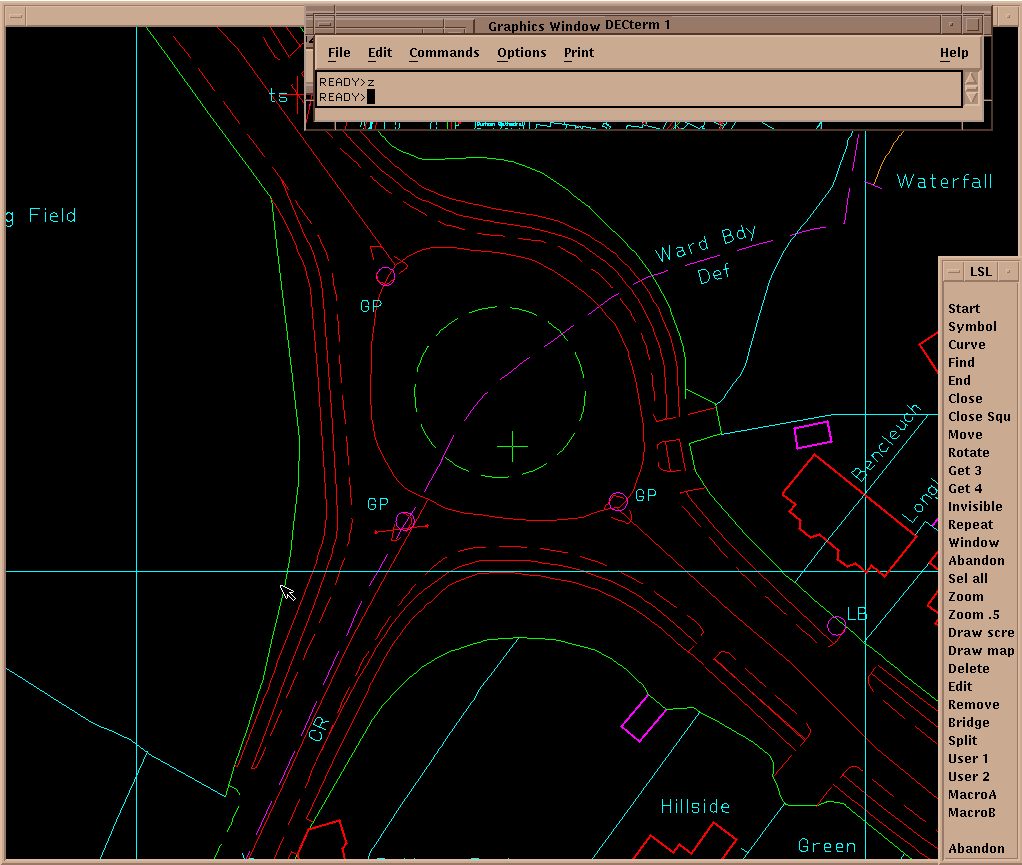 Graphics Window DECterm 1
File Edit Commands Options Print Help
READY>z
READY>
ts
Durham Cathedral
Waterfall
g Field
Ward Bdy
Def
GP
LSL
Start
Symbol
Curve
Find
End
Close
Close Squ
Move
Rotate
Get 3
Get 4
Invisible
Repeat
Window
Abandon
Sel all
Zoom
Zoom .5
Draw scre
Draw map
Delete
Edit
Remove
Bridge
Split
User 1
User 2
MacroA
MacroB
Abandon
Bencleuch
Longl
GP
GP
LB
CR
Hillside
Green